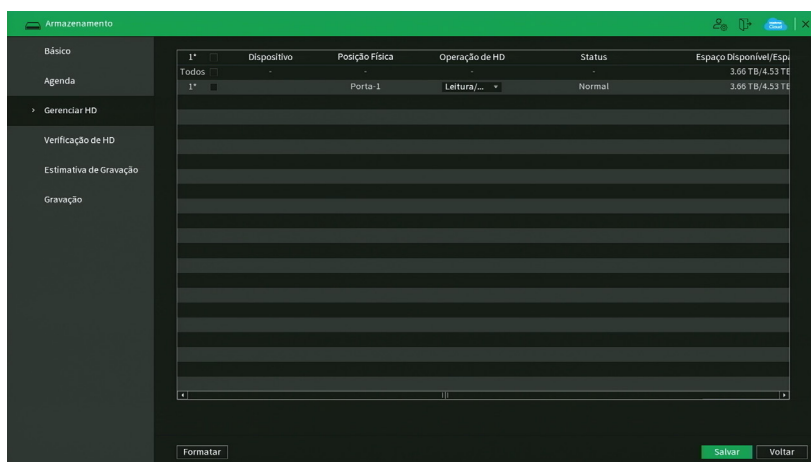 Armazenamento
Cloud
Básico
Agenda
Gerenciar HD
Verificação de HD
Estimativa de Gravação
Gravação
1* Dispositivo Posição Física Operação de HD Status Espaço Disponível/Espa
Todos - - - - 3.66 TB/4.53 TB
1* Porta-1 Leitura/... Normal 3.66 TB/4.53 TB
Formatar
Salvar
Voltar